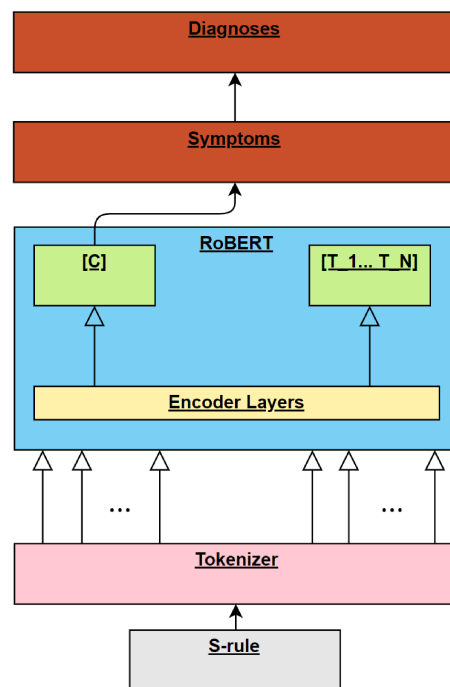 Diagnoses
Symptoms
RoBERT
[C]
[T_1... T_N]
Encoder Layers
... ...
Tokenizer
S-rule